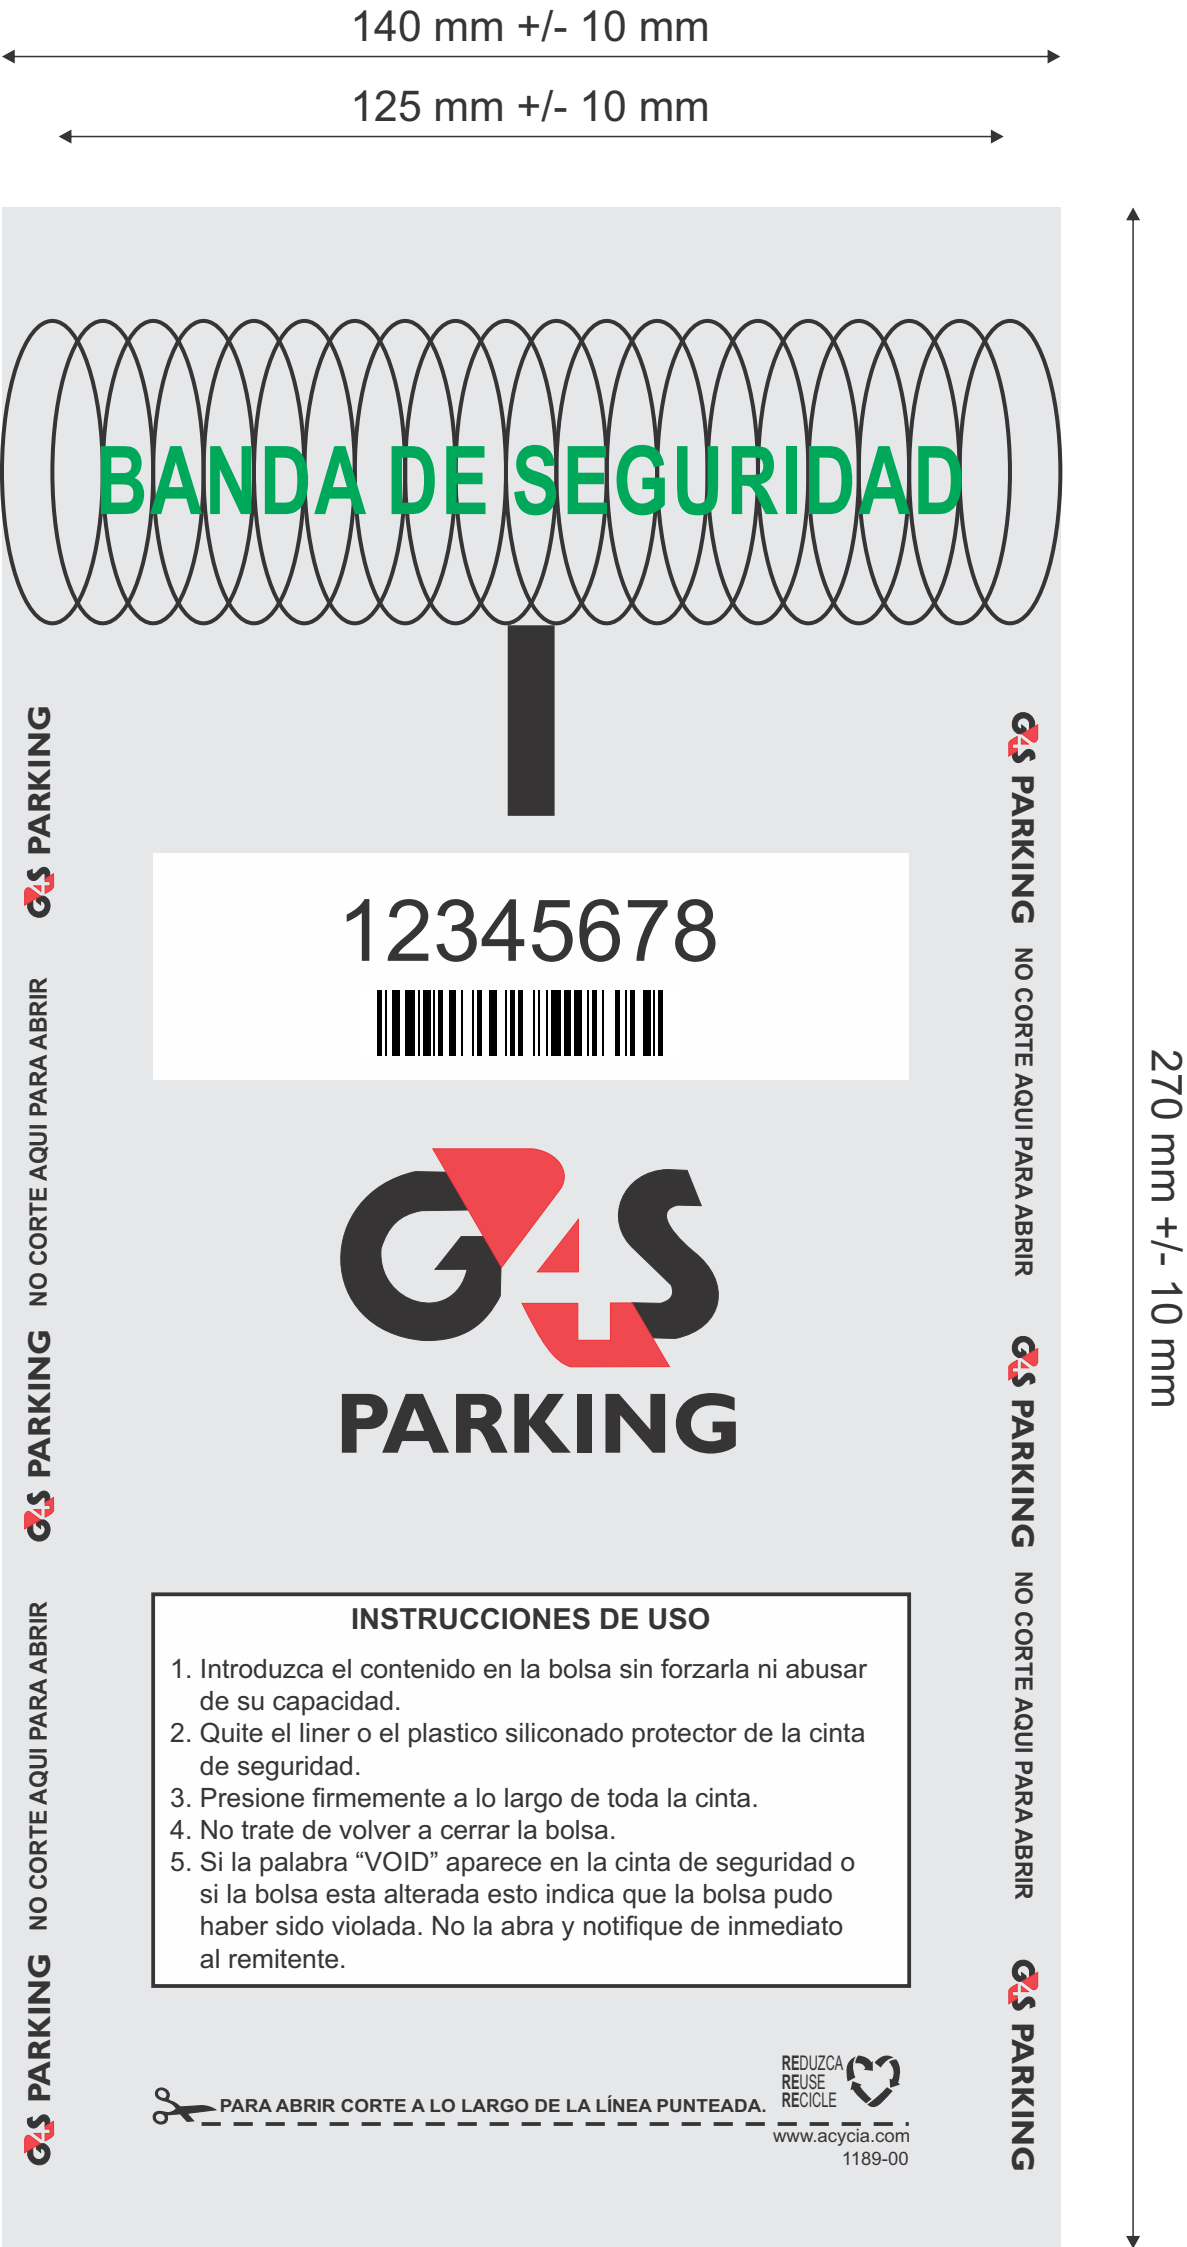 140 mm +/- 10 mm
125 mm +/- 10 mm
270 mm +/- 10 mm
BANDA DE SEGURIDAD
12345678
G4S
PARKING
INSTRUCCIONES DE USO
1. Introduzca el contenido en la bolsa sin forzarla ni abusar
de su capacidad.
2. Quite el liner o el plastico siliconado protector de la cinta
de seguridad.
3. Presione firmemente a lo largo de toda la cinta.
4. No trate de volver a cerrar la bolsa.
5. Si la palabra “VOID” aparece en la cinta de seguridad o
si la bolsa esta alterada esto indica que la bolsa pudo
haber sido violada. No la abra y notifique de inmediato
al remitente.
PARA ABRIR CORTE A LO LARGO DE LA LÍNEA PUNTEADA.
REDUZCA
REUSE
RECICLE
www.acycia.com
1189-00
G4S PARKING NO CORTE AQUI PARA ABRIR G4S PARKING NO CORTE AQUI PARA ABRIR G4S PARKING
G4S PARKING NO CORTE AQUI PARA ABRIR G4S PARKING NO CORTE AQUI PARA ABRIR G4S PARKING